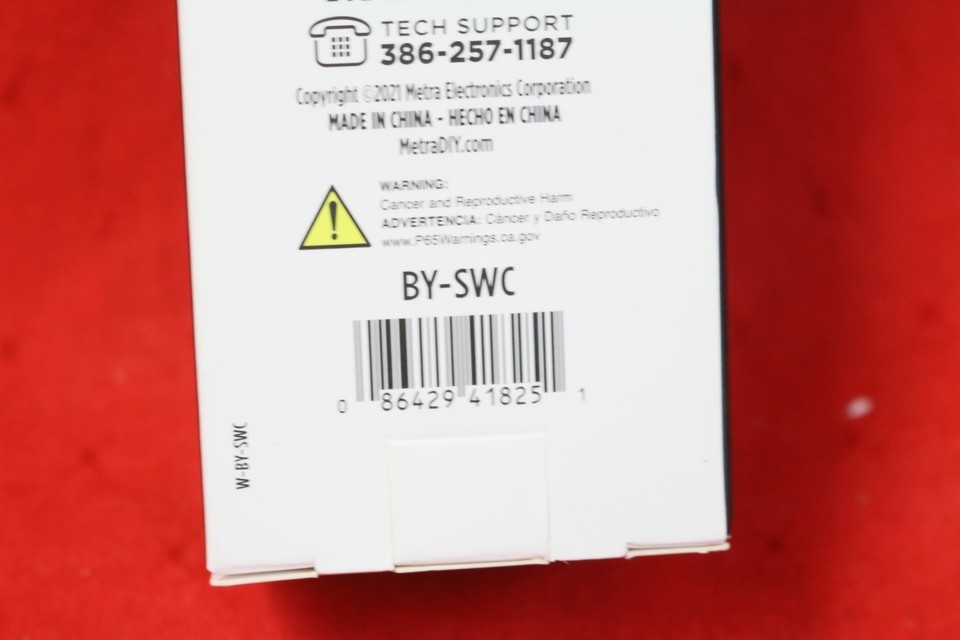 TECH SUPPORT
386-257-1187
Copyright ©2021 Metra Electronics Corporation
MADE IN CHINA - HECHO EN CHINA
MetraDIY.com
WARNING:
Cancer and Reproductive Harm
ADVERTENCIA: Cáncer y Daño Reproductivo
www.P65Warnings.ca.gov
BY-SWC
0 86429 41825 1
W-BY-SWC